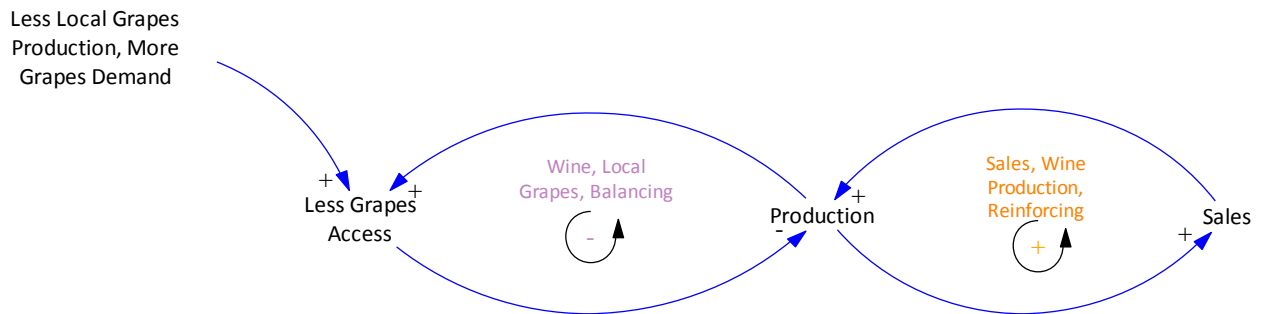 Less Local Grapes
Production, More
Grapes Demand
+
+
Less Grapes
Access
Wine, Local
Grapes, Balancing
-
Production
-
+
Sales, Wine
Production,
Reinforcing
+
+
Sales